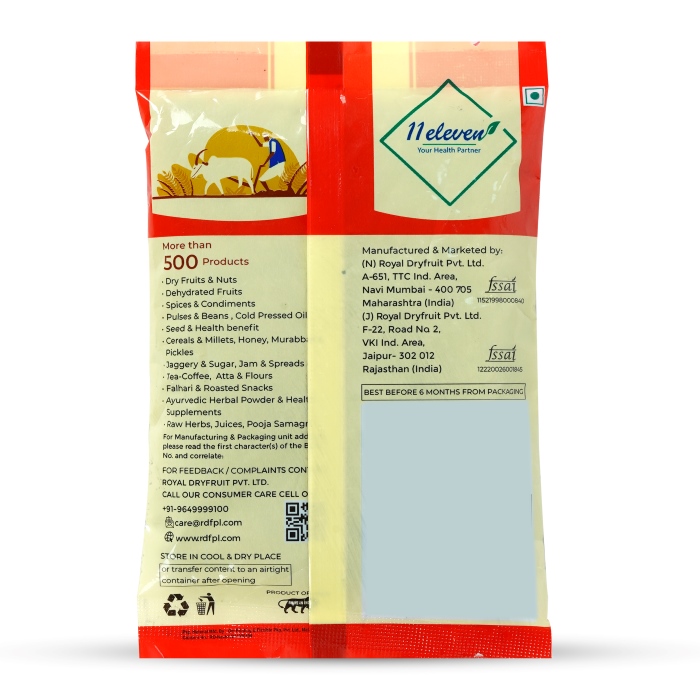 11 eleven
Your Health Partner
More than
500 Products
· Dry Fruits & Nuts
· Dehydrated Fruits
· Spices & Condiments
· Pulses & Beans , Cold Pressed Oil
· Seed & Health benefit
· Cereals & Millets, Honey, Murabba
Pickles
· Jaggery & Sugar, Jam & Spreads
· Tea-Coffee, Atta & Flours
· Falhari & Roasted Snacks
· Ayurvedic Herbal Powder & Healt
Supplements
· Raw Herbs, Juices, Pooja Samagr
For Manufacturing & Packaging unit add
please read the first character(s) of the B
No. and correlate:
FOR FEEDBACK / COMPLAINTS CON
ROYAL DRYFRUIT PVT. LTD.
CALL OUR CONSUMER CARE CELL O
+91-9649999100
care@rdfpl.com
www.rdfpl.com
STORE IN COOL & DRY PLACE
or transfer content to an airtight
container after opening
PRODUCT OF
Manufactured & Marketed by:
(N) Royal Dryfruit Pvt. Ltd.
A-651, TTC Ind. Area,
Navi Mumbai - 400 705
Maharashtra (India)
fssai
11521998000840
(J) Royal Dryfruit Pvt. Ltd.
F-22, Road No. 2,
VKI Ind. Area,
Jaipur- 302 012
Rajasthan (India)
fssai
12220026001845
BEST BEFORE 6 MONTHS FROM PACKAGING